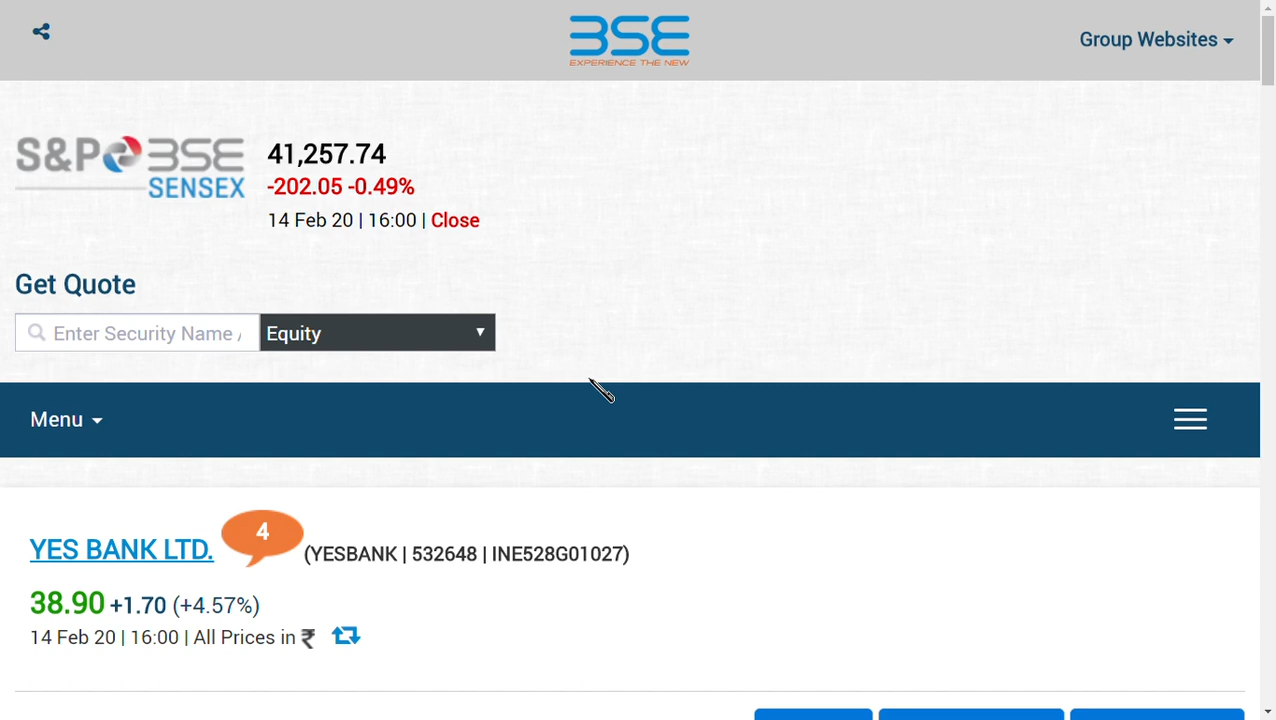 BSE
EXPERIENCE THE NEW
Group Websites
S&P BSE
SENSEX
41,257.74
-202.05 -0.49%
14 Feb 20 | 16:00 | Close
Get Quote
Enter Security Name /
Equity
Menu
YES BANK LTD.
4
(YESBANK | 532648 | INE528G01027)
38.90 +1.70 (+4.57%)
14 Feb 20 | 16:00 | All Prices in ₹